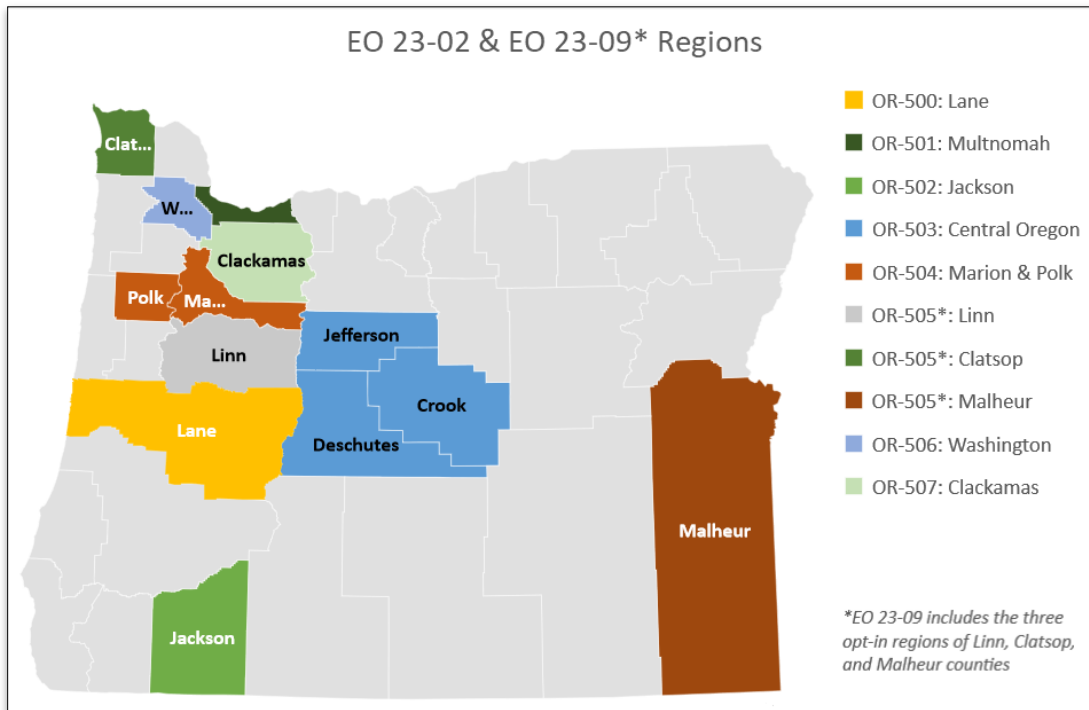 EO 23-02 & EO 23-09* Regions
OR-500: Lane
OR-501: Multnomah
OR-502: Jackson
OR-503: Central Oregon
OR-504: Marion & Polk
OR-505*: Linn
OR-505*: Clatsop
OR-505*: Malheur
OR-506: Washington
OR-507: Clackamas
Clat...
W...
Clackamas
Polk
Ma...
Jefferson
Linn
Crook
Lane
Deschutes
Malheur
Jackson
*EO 23-09 includes the three
opt-in regions of Linn, Clatsop,
and Malheur counties